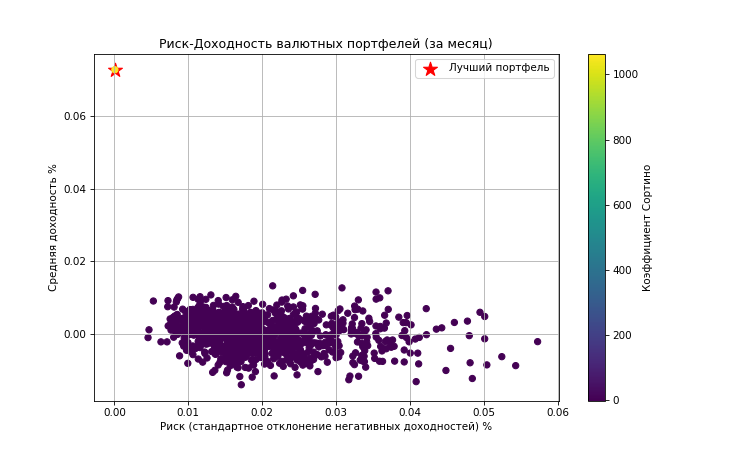 Риск-Доходность валютных портфелей (за месяц)
Лучший портфель
Средняя доходность %
0.06
0.04
0.02
0.00
0.00 0.01 0.02 0.03 0.04 0.05 0.06
Риск (стандартное отклонение негативных доходностей) %
1000
800
600
400
200
0
Коэффициент Сортино